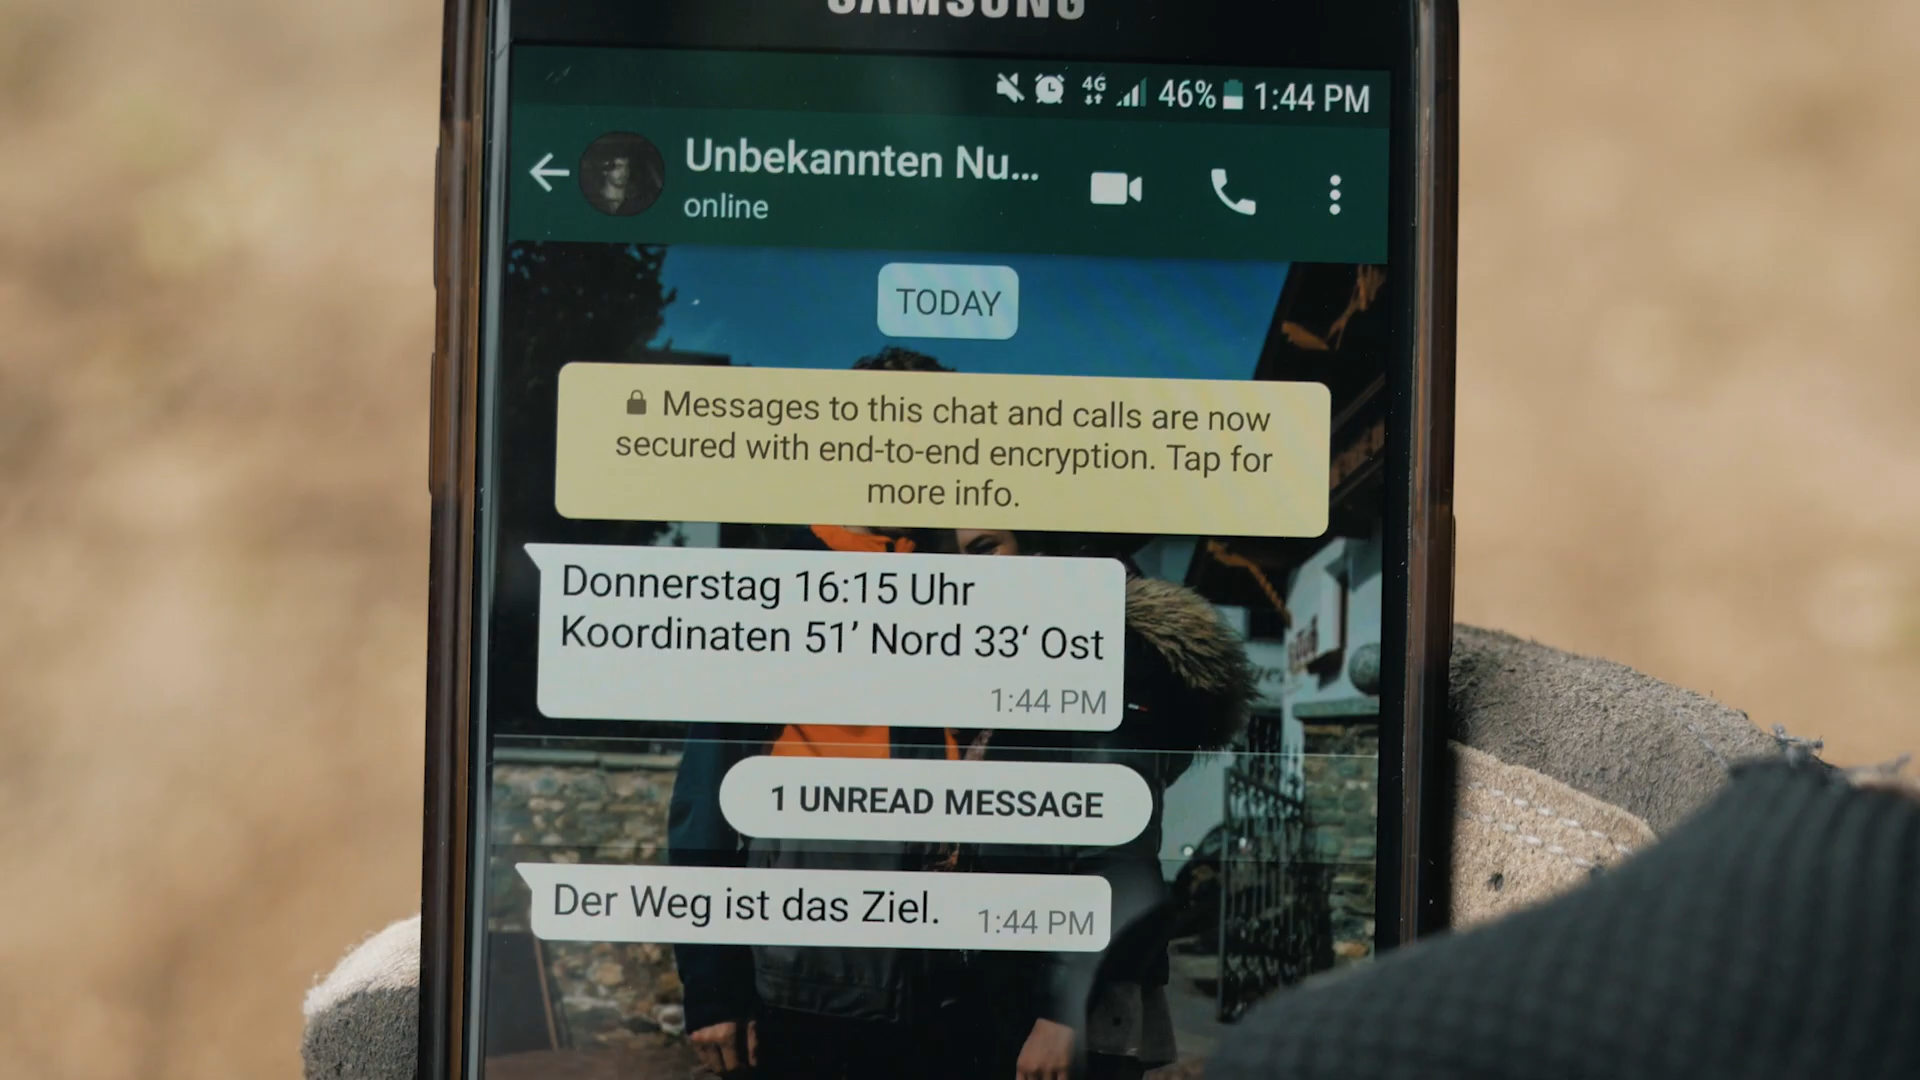 SAMSUNG
4G 46% 1:44 PM
Unbekannten Nu...
online
TODAY
Messages to this chat and calls are now
secured with end-to-end encryption. Tap for
more info.
Donnerstag 16:15 Uhr
Koordinaten 51’ Nord 33‘ Ost
1:44 PM
1 UNREAD MESSAGE
Der Weg ist das Ziel. 1:44 PM